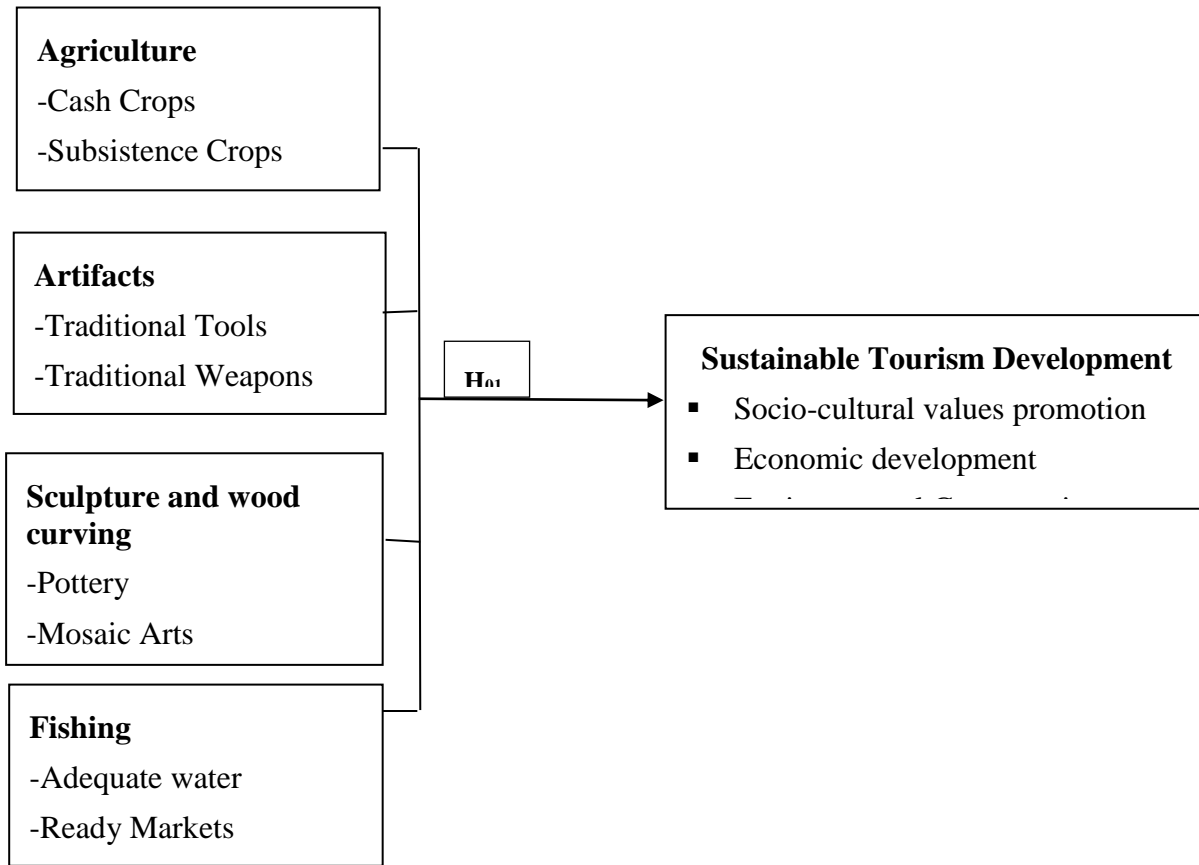 Agriculture
-Cash Crops
-Subsistence Crops
Artifacts
-Traditional Tools
-Traditional Weapons
Sculpture and wood
curving
-Pottery
-Mosaic Arts
Fishing
-Adequate water
-Ready Markets
H01
Sustainable Tourism Development
▪ Socio-cultural values promotion
▪ Economic development